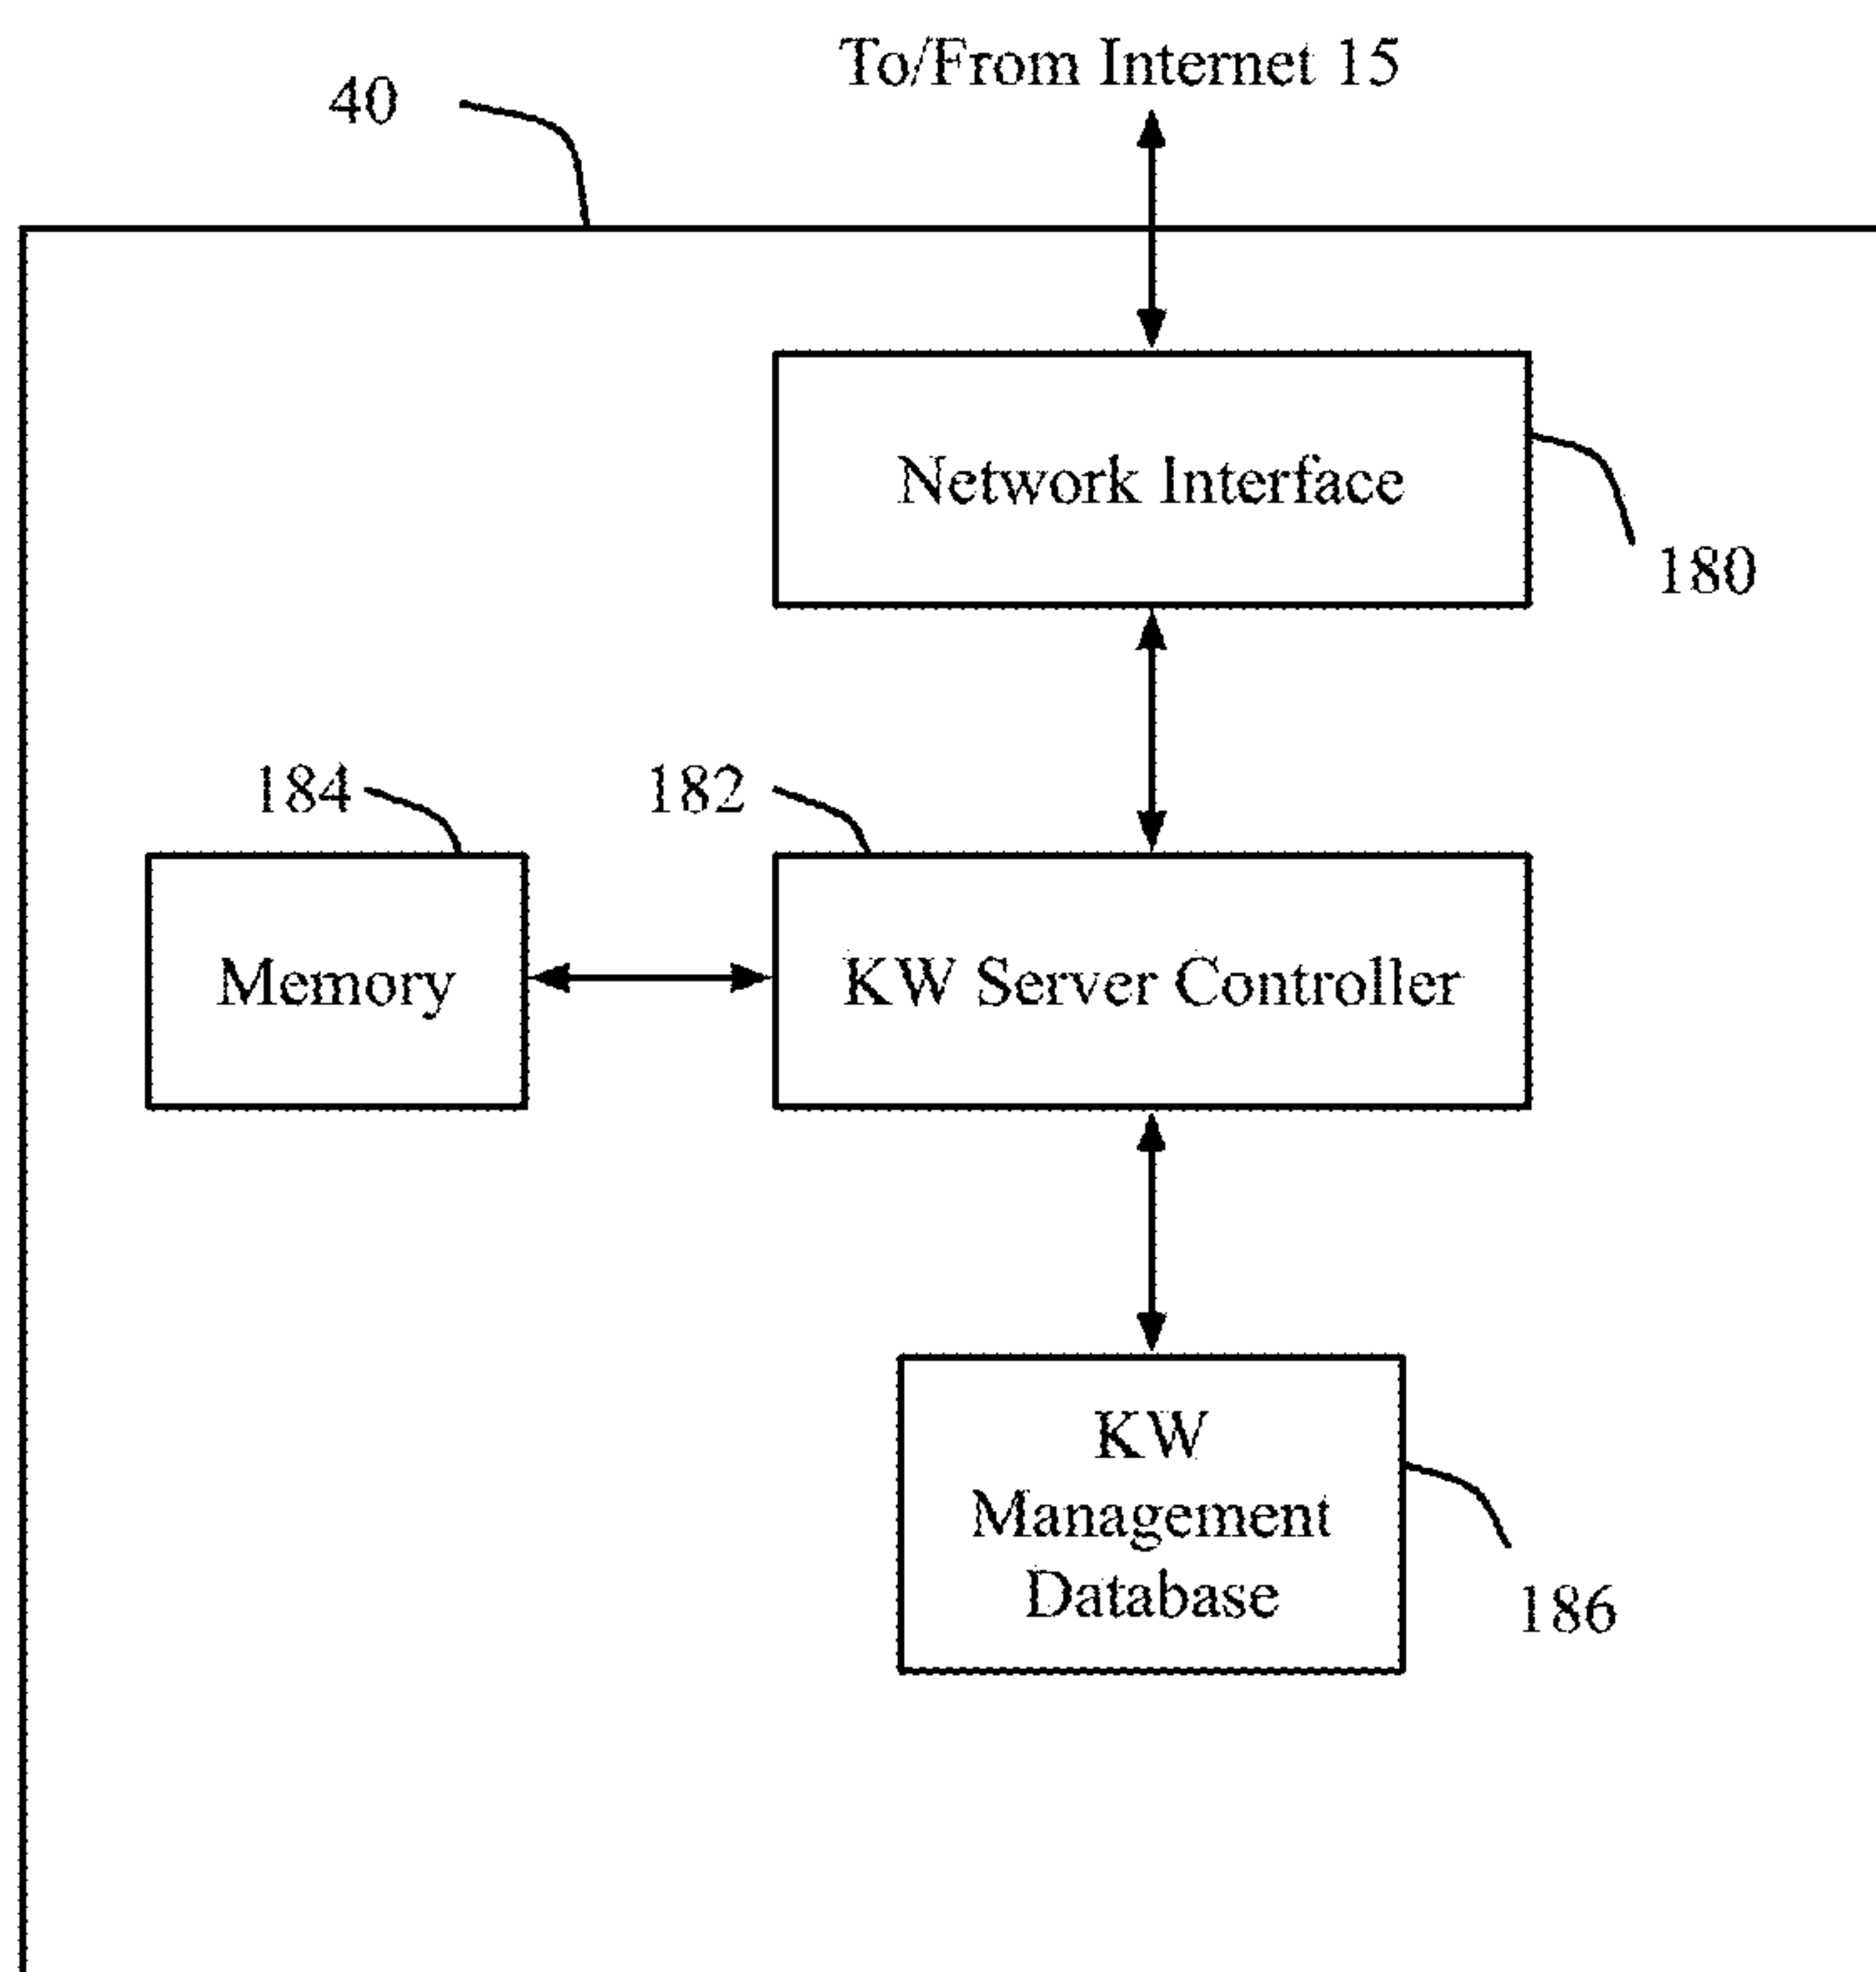 To/From Internet 15
40
Network Interface
180
184
182
Memory
KW Server Controller
KW
Management
Database
186